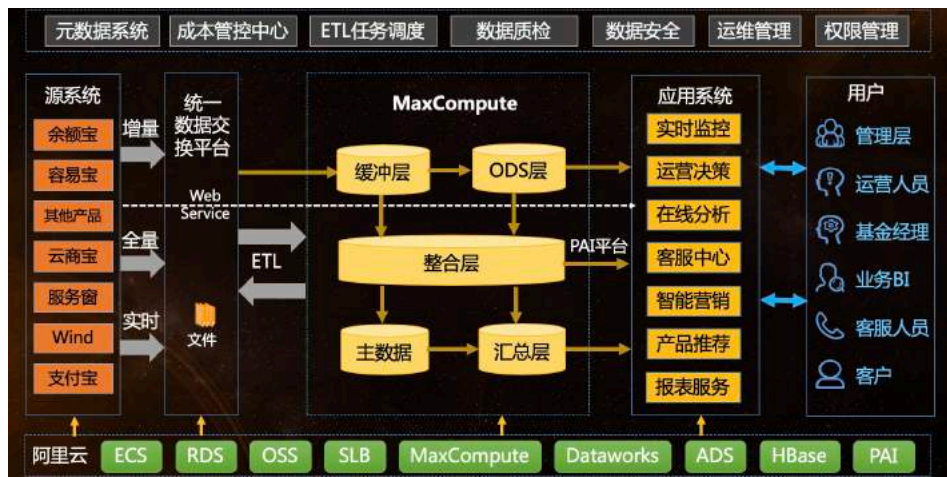 元数据系统 成本管控中心 ETL任务调度 数据质检 数据安全 运维管理 权限管理
源系统
余额宝
容易宝
其他产品
云商宝
服务窗
Wind
支付宝
增量
全量
实时
统一
数据交
换平台
Web
Service
文件
ETL
MaxCompute
缓冲层
ODS层
整合层
主数据
汇总层
PAI平台
应用系统
实时监控
运营决策
在线分析
客服中心
智能营销
产品推荐
报表服务
用户
管理层
运营人员
基金经理
业务BI
客服人员
客户
阿里云 ECS RDS OSS SLB MaxCompute Dataworks ADS HBase PAI